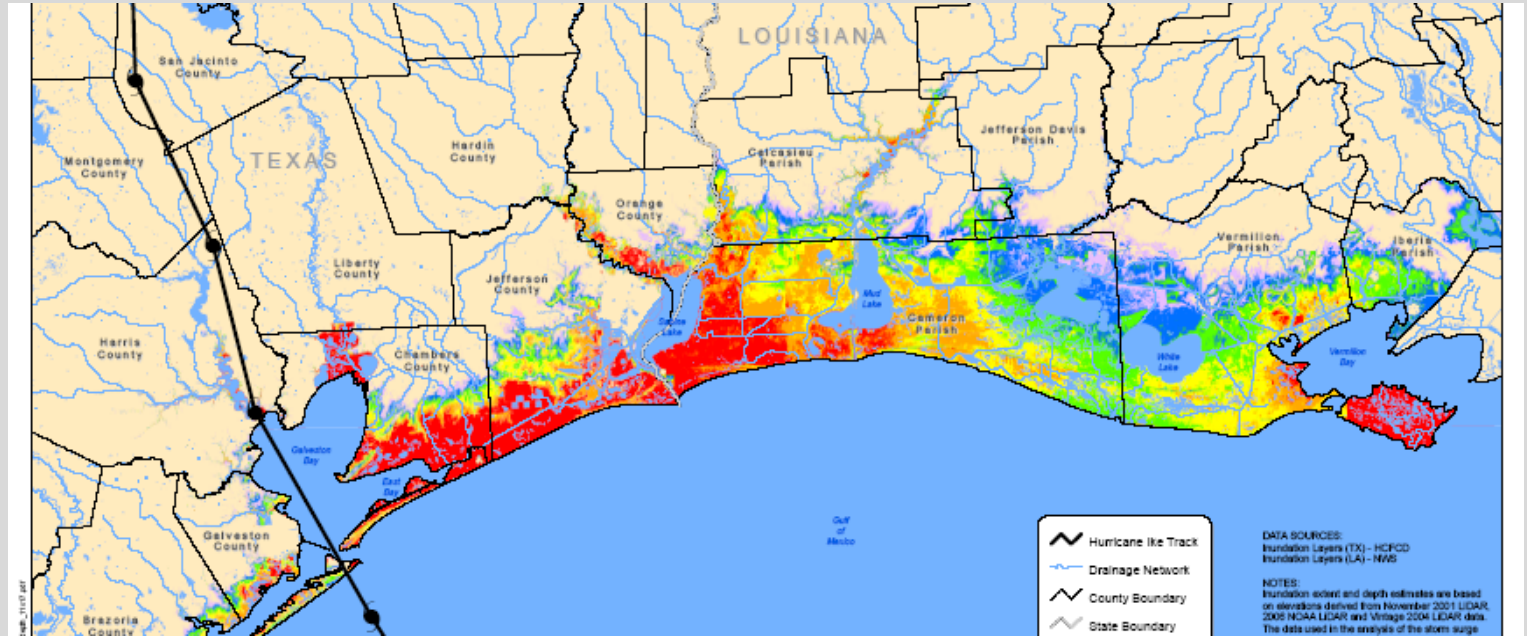 LOUISIANA
San Jacinto
County
TEXAS
Montgomery
County
Hardin
County
Calcasieu
Parish
Jefferson Davis
Parish
Orange
County
Liberty
County
Jefferson
County
Vermilion
Parish
Iberia
Parish
Mud
Lake
Sabine
Lake
Cameron
Parish
Harris
County
Chambers
County
White
Lake
Vermilion
Bay
Galveston
Bay
East
Bay
Gulf
of
Mexico
Galveston
County
Brazoria
County
Hurricane Ike Track
Drainage Network
County Boundary
State Boundary
DATA SOURCES:
Inundation Layers (TX) - HCFCD
Inundation Layers (LA) - NWS
NOTES:
Inundation extent and depth estimates are based
on elevations derived from November 2001 LiDAR,
2006 NOAA LiDAR and Vintage 2004 LiDAR data.
The data used in the analysis of the storm surge